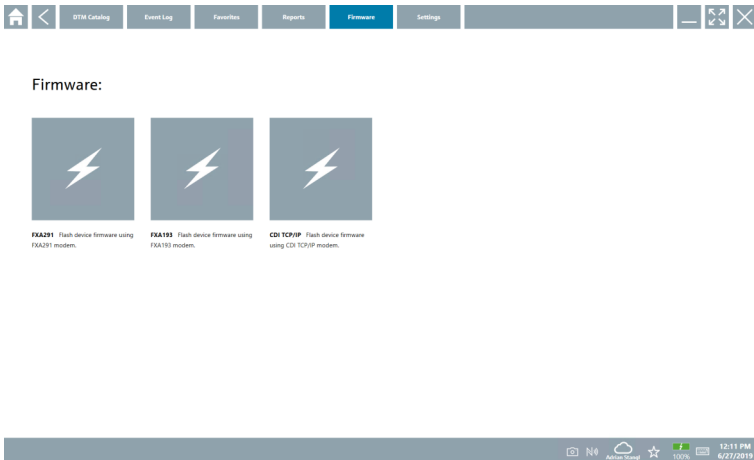 DTM Catalog
Event Log
Favorites
Reports
Firmware
Settings
Firmware:
FXA291 Flash device firmware using
FXA291 modem.
FXA193 Flash device firmware using
FXA193 modem.
CDI TCP/IP Flash device firmware
using CDI TCP/IP modem.
Adrian Stangl
100%
12:11 PM
6/27/2019